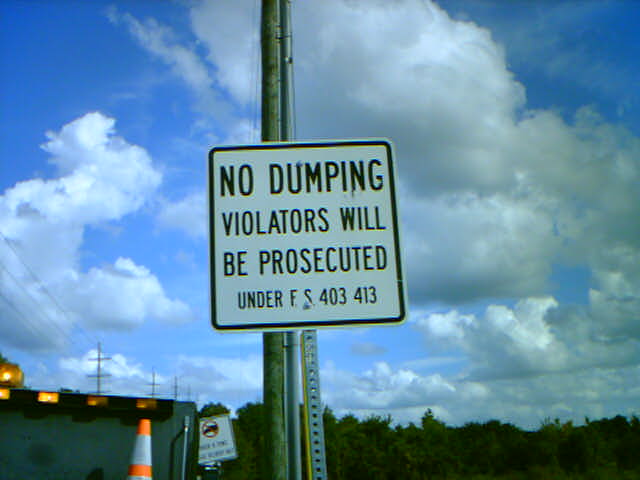 NO DUMPING
VIOLATORS WILL
BE PROSECUTED
UNDER F. S. 403 413